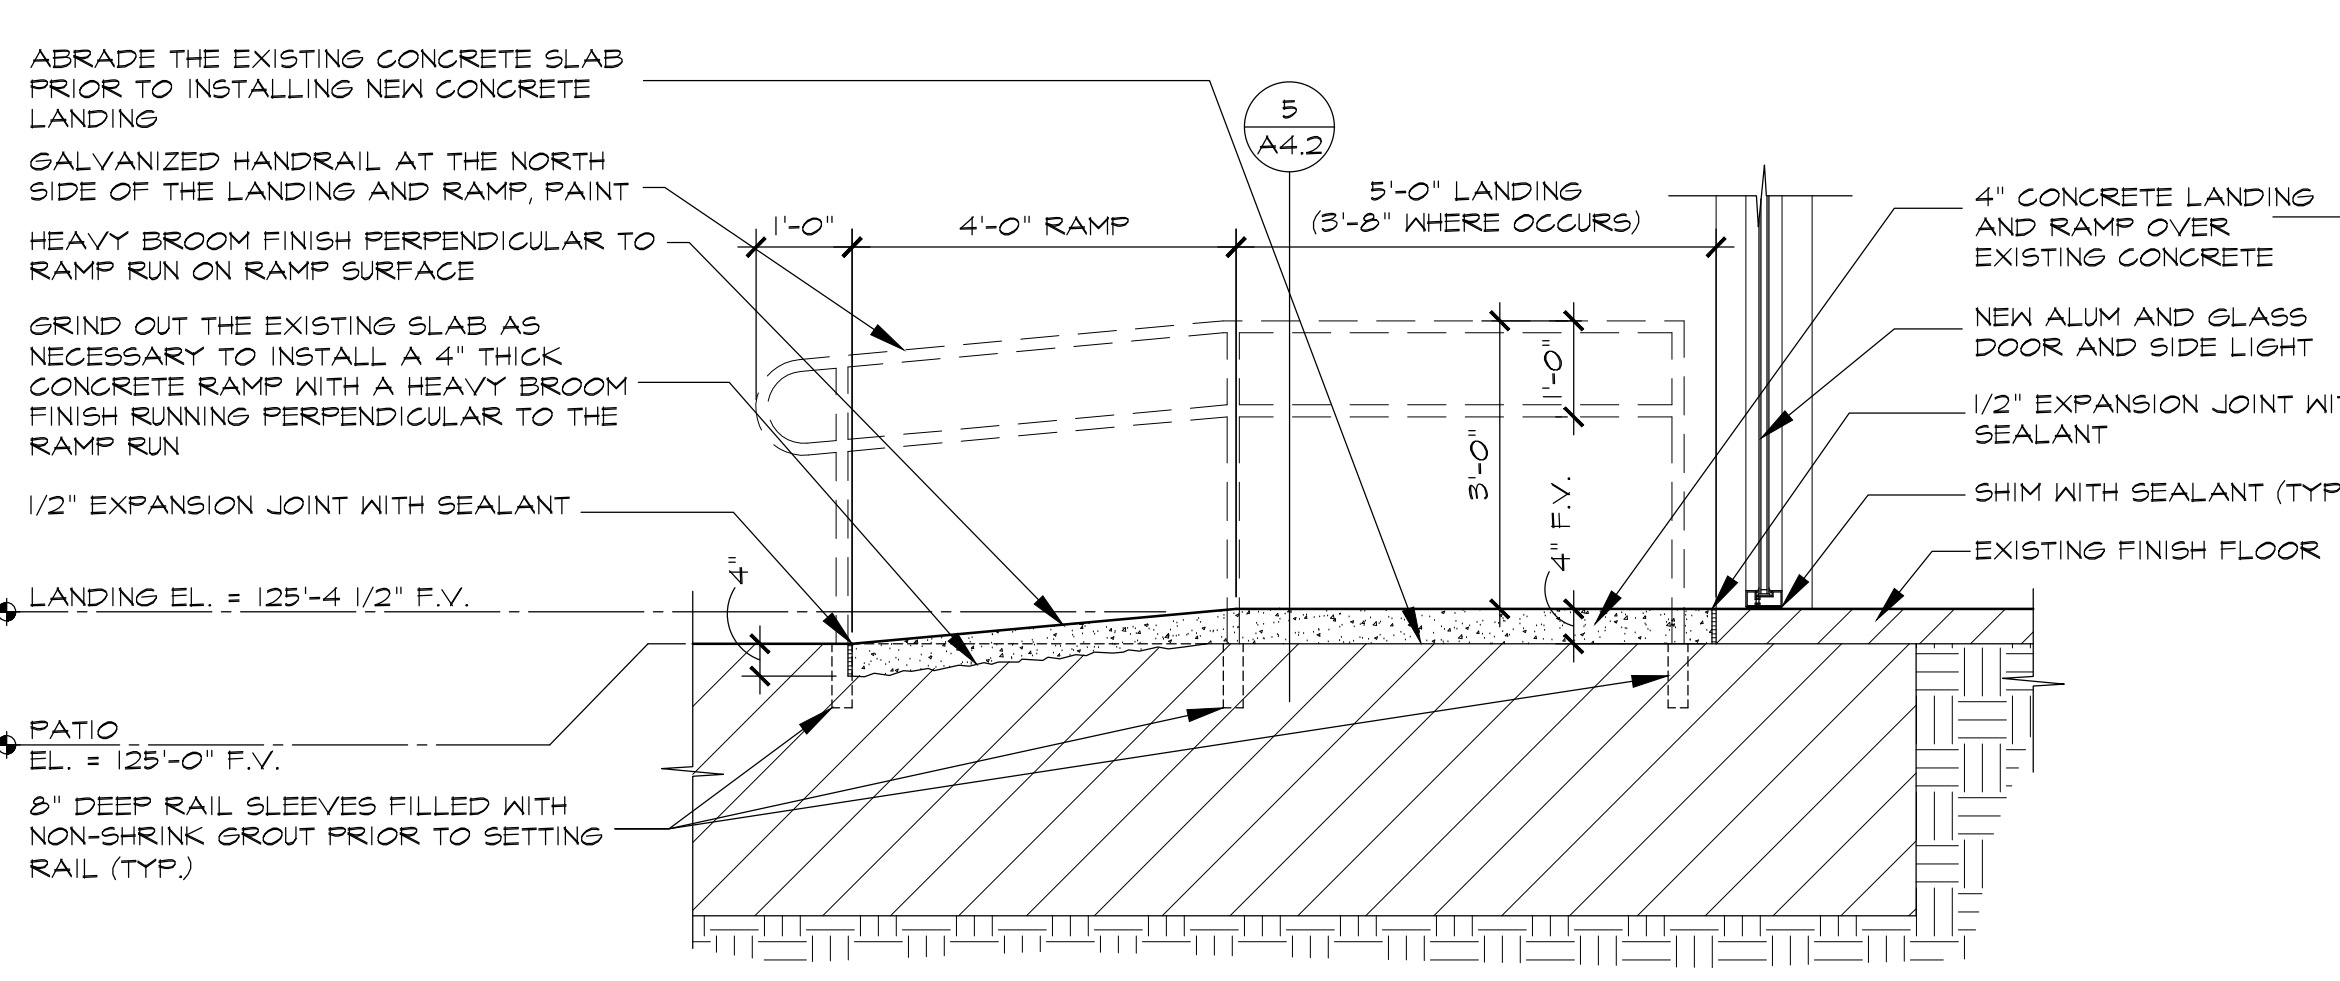 ABRADE THE EXISTING CONCRETE SLAB
PRIOR TO INSTALLING NEW CONCRETE
LANDING
GALVANIZED HANDRAIL AT THE NORTH
SIDE OF THE LANDING AND RAMP, PAINT
HEAVY BROOM FINISH PERPENDICULAR TO
RAMP RUN ON RAMP SURFACE
GRIND OUT THE EXISTING SLAB AS
NECESSARY TO INSTALL A 4" THICK
CONCRETE RAMP WITH A HEAVY BROOM
FINISH RUNNING PERPENDICULAR TO THE
RAMP RUN
1/2" EXPANSION JOINT WITH SEALANT
LANDING EL. = 125'-4 1/2" F.V.
PATIO
EL. = 125'-0" F.V.
8" DEEP RAIL SLEEVES FILLED WITH
NON-SHRINK GROUT PRIOR TO SETTING
RAIL (TYP.)
4"
1'-0"
4'-0" RAMP
5
A4.2
5'-0" LANDING
(3'-8" WHERE OCCURS)
3'-0"
1'-0"
4" F.V.
4" CONCRETE LANDING
AND RAMP OVER
EXISTING CONCRETE
NEW ALUM AND GLASS
DOOR AND SIDE LIGHT
1/2" EXPANSION JOINT WI
SEALANT
SHIM WITH SEALANT (TYP
EXISTING FINISH FLOOR